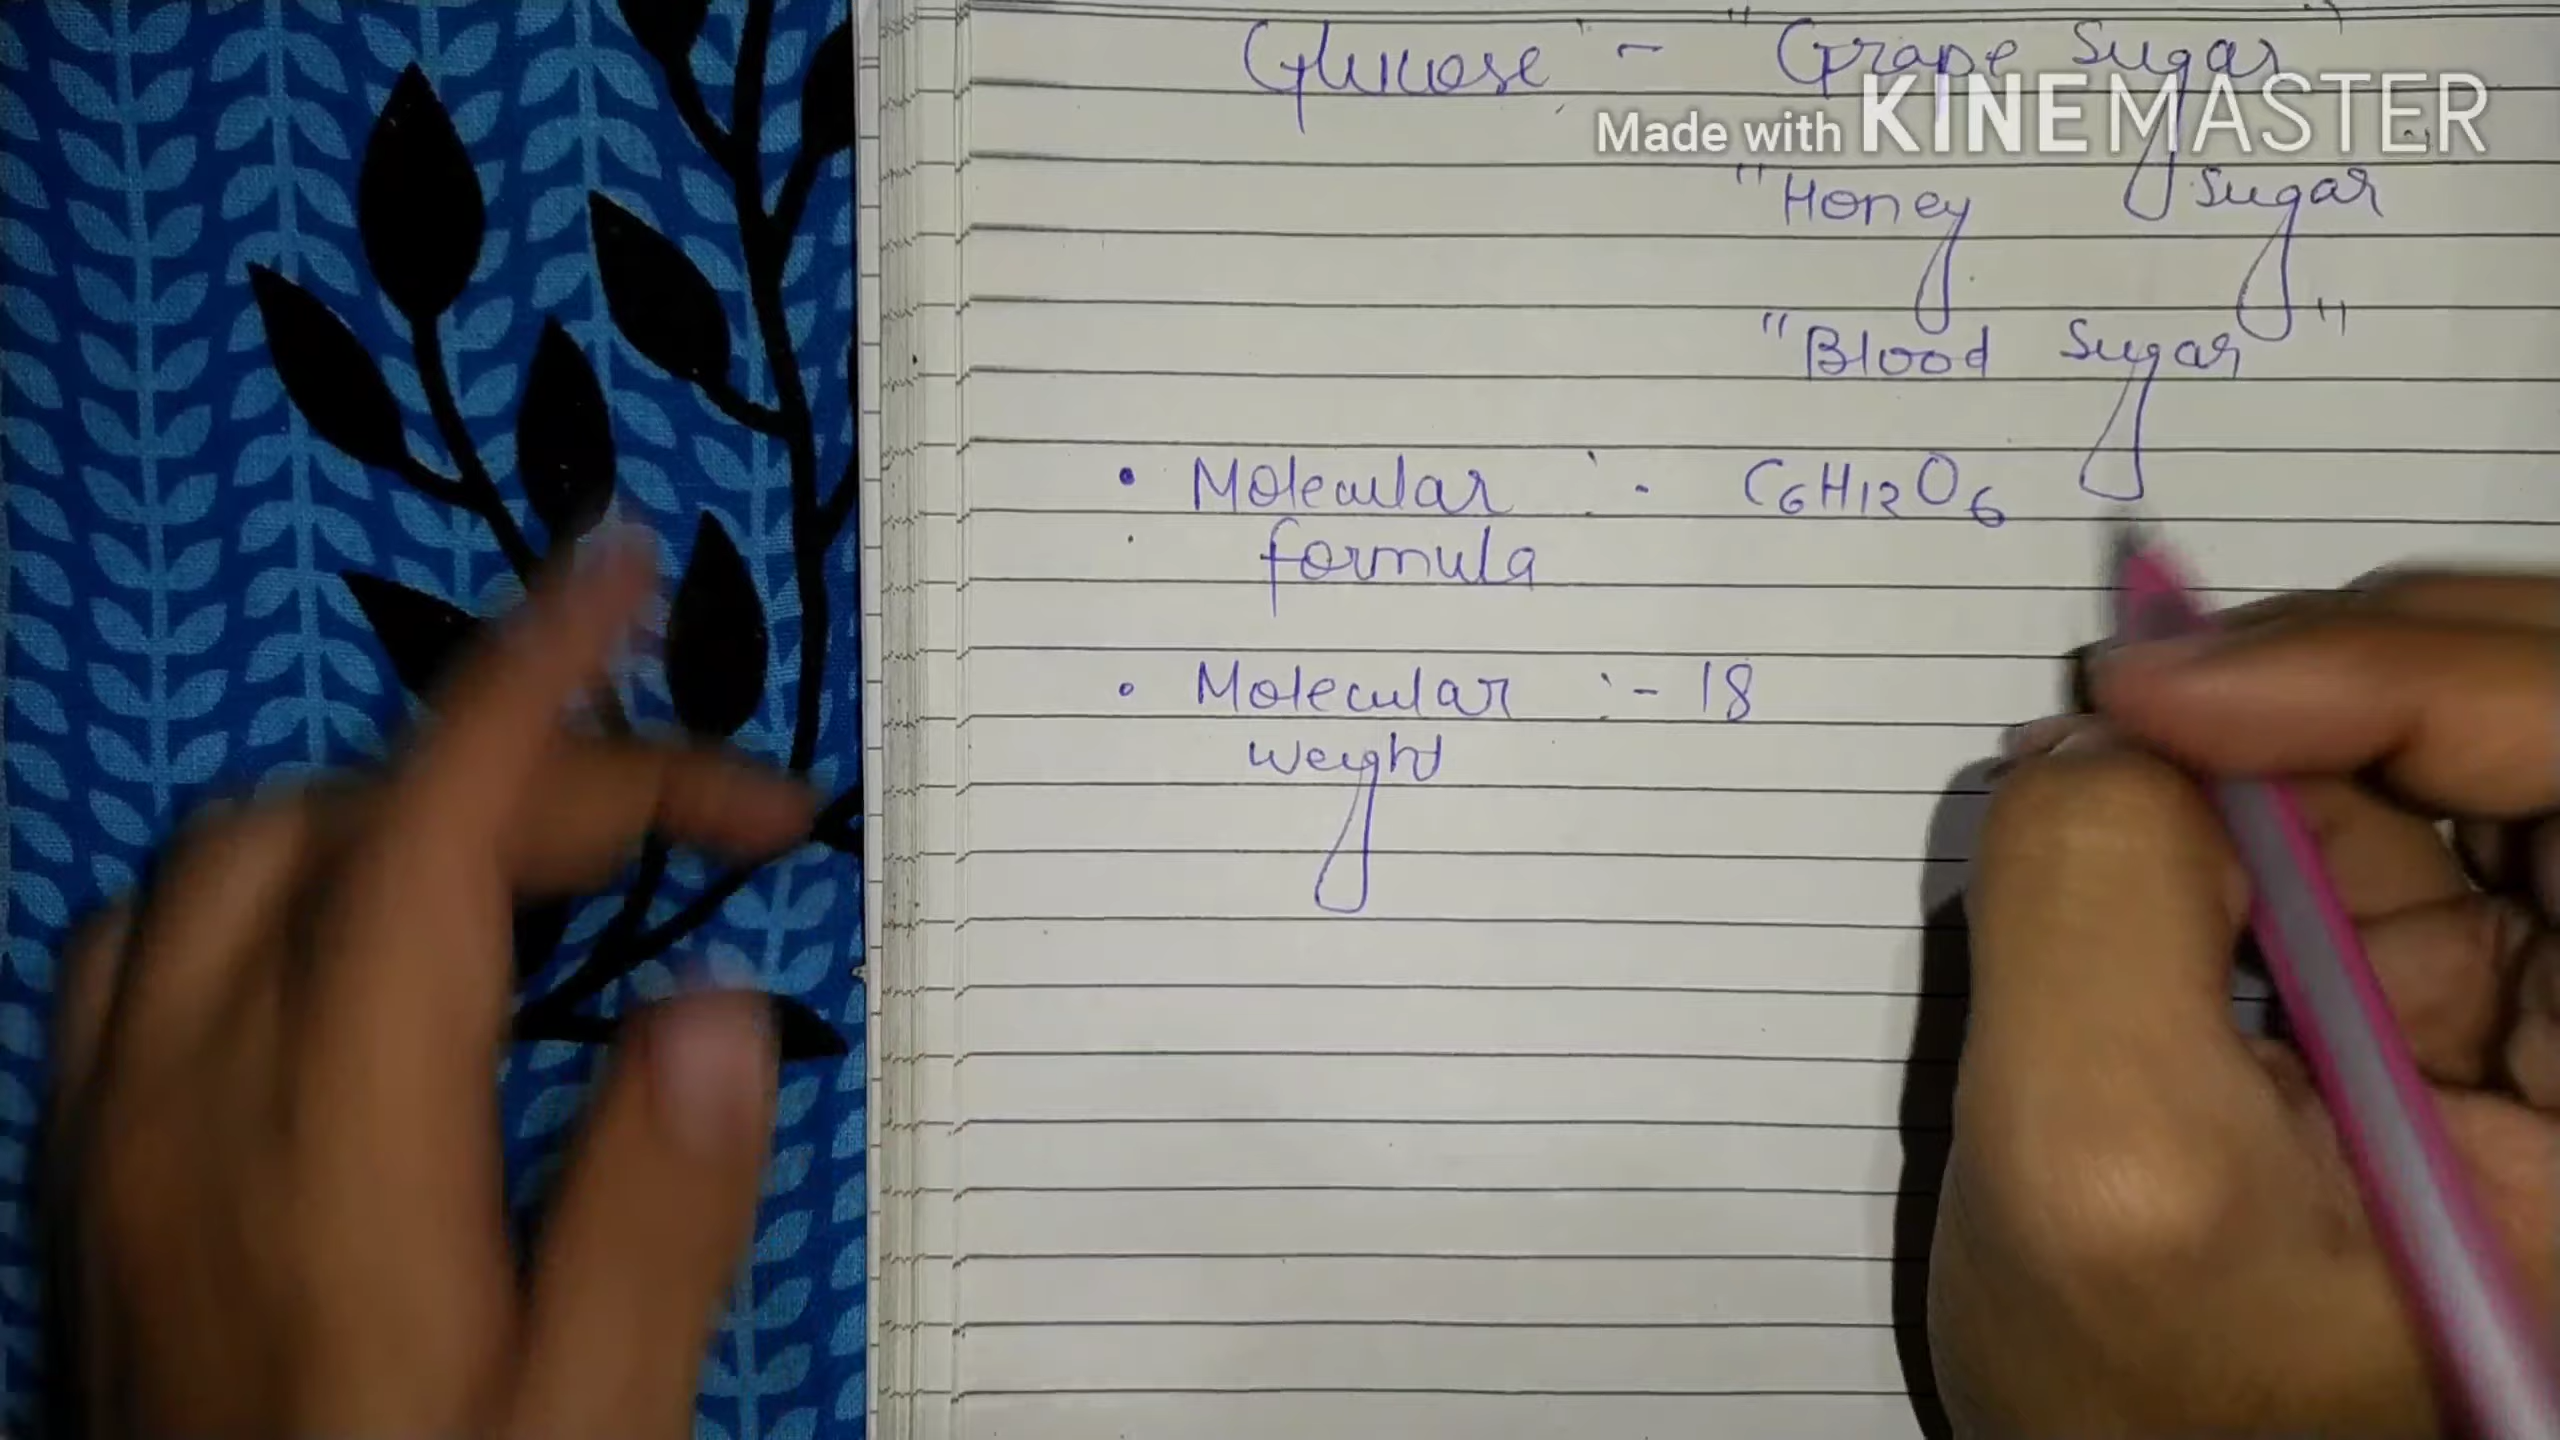 Glucose :- "Grape Sugar"
Made with KINEMASTER
"Honey Sugar"
"Blood Sugar"
• Molecular :- C6H12O6
formula
• Molecular :- 18
weight